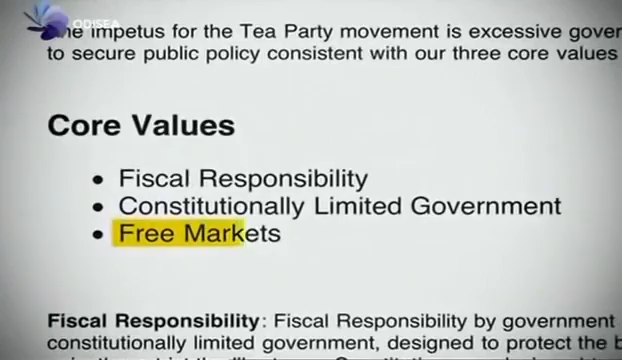 ODISEA
The impetus for the Tea Party movement is excessive gover
to secure public policy consistent with our three core values
Core Values
• Fiscal Responsibility
• Constitutionally Limited Government
• Free Markets
Fiscal Responsibility: Fiscal Responsibility by government
constitutionally limited government, designed to protect the b